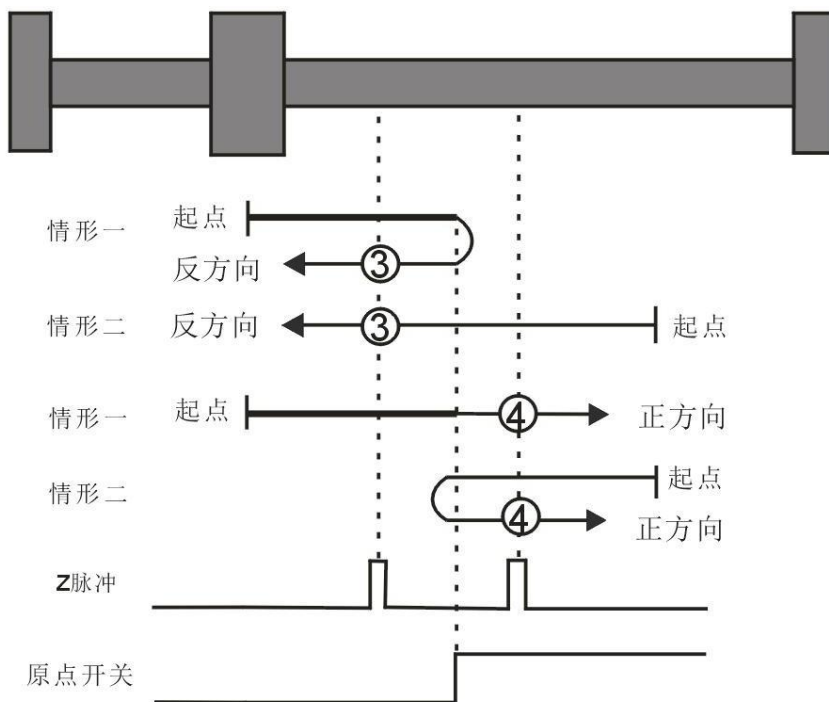 情形一 起点
反方向 ③
情形二 反方向 ③ 起点
情形一 起点 ④ 正方向
情形二 起点
④ 正方向
Z脉冲
原点开关